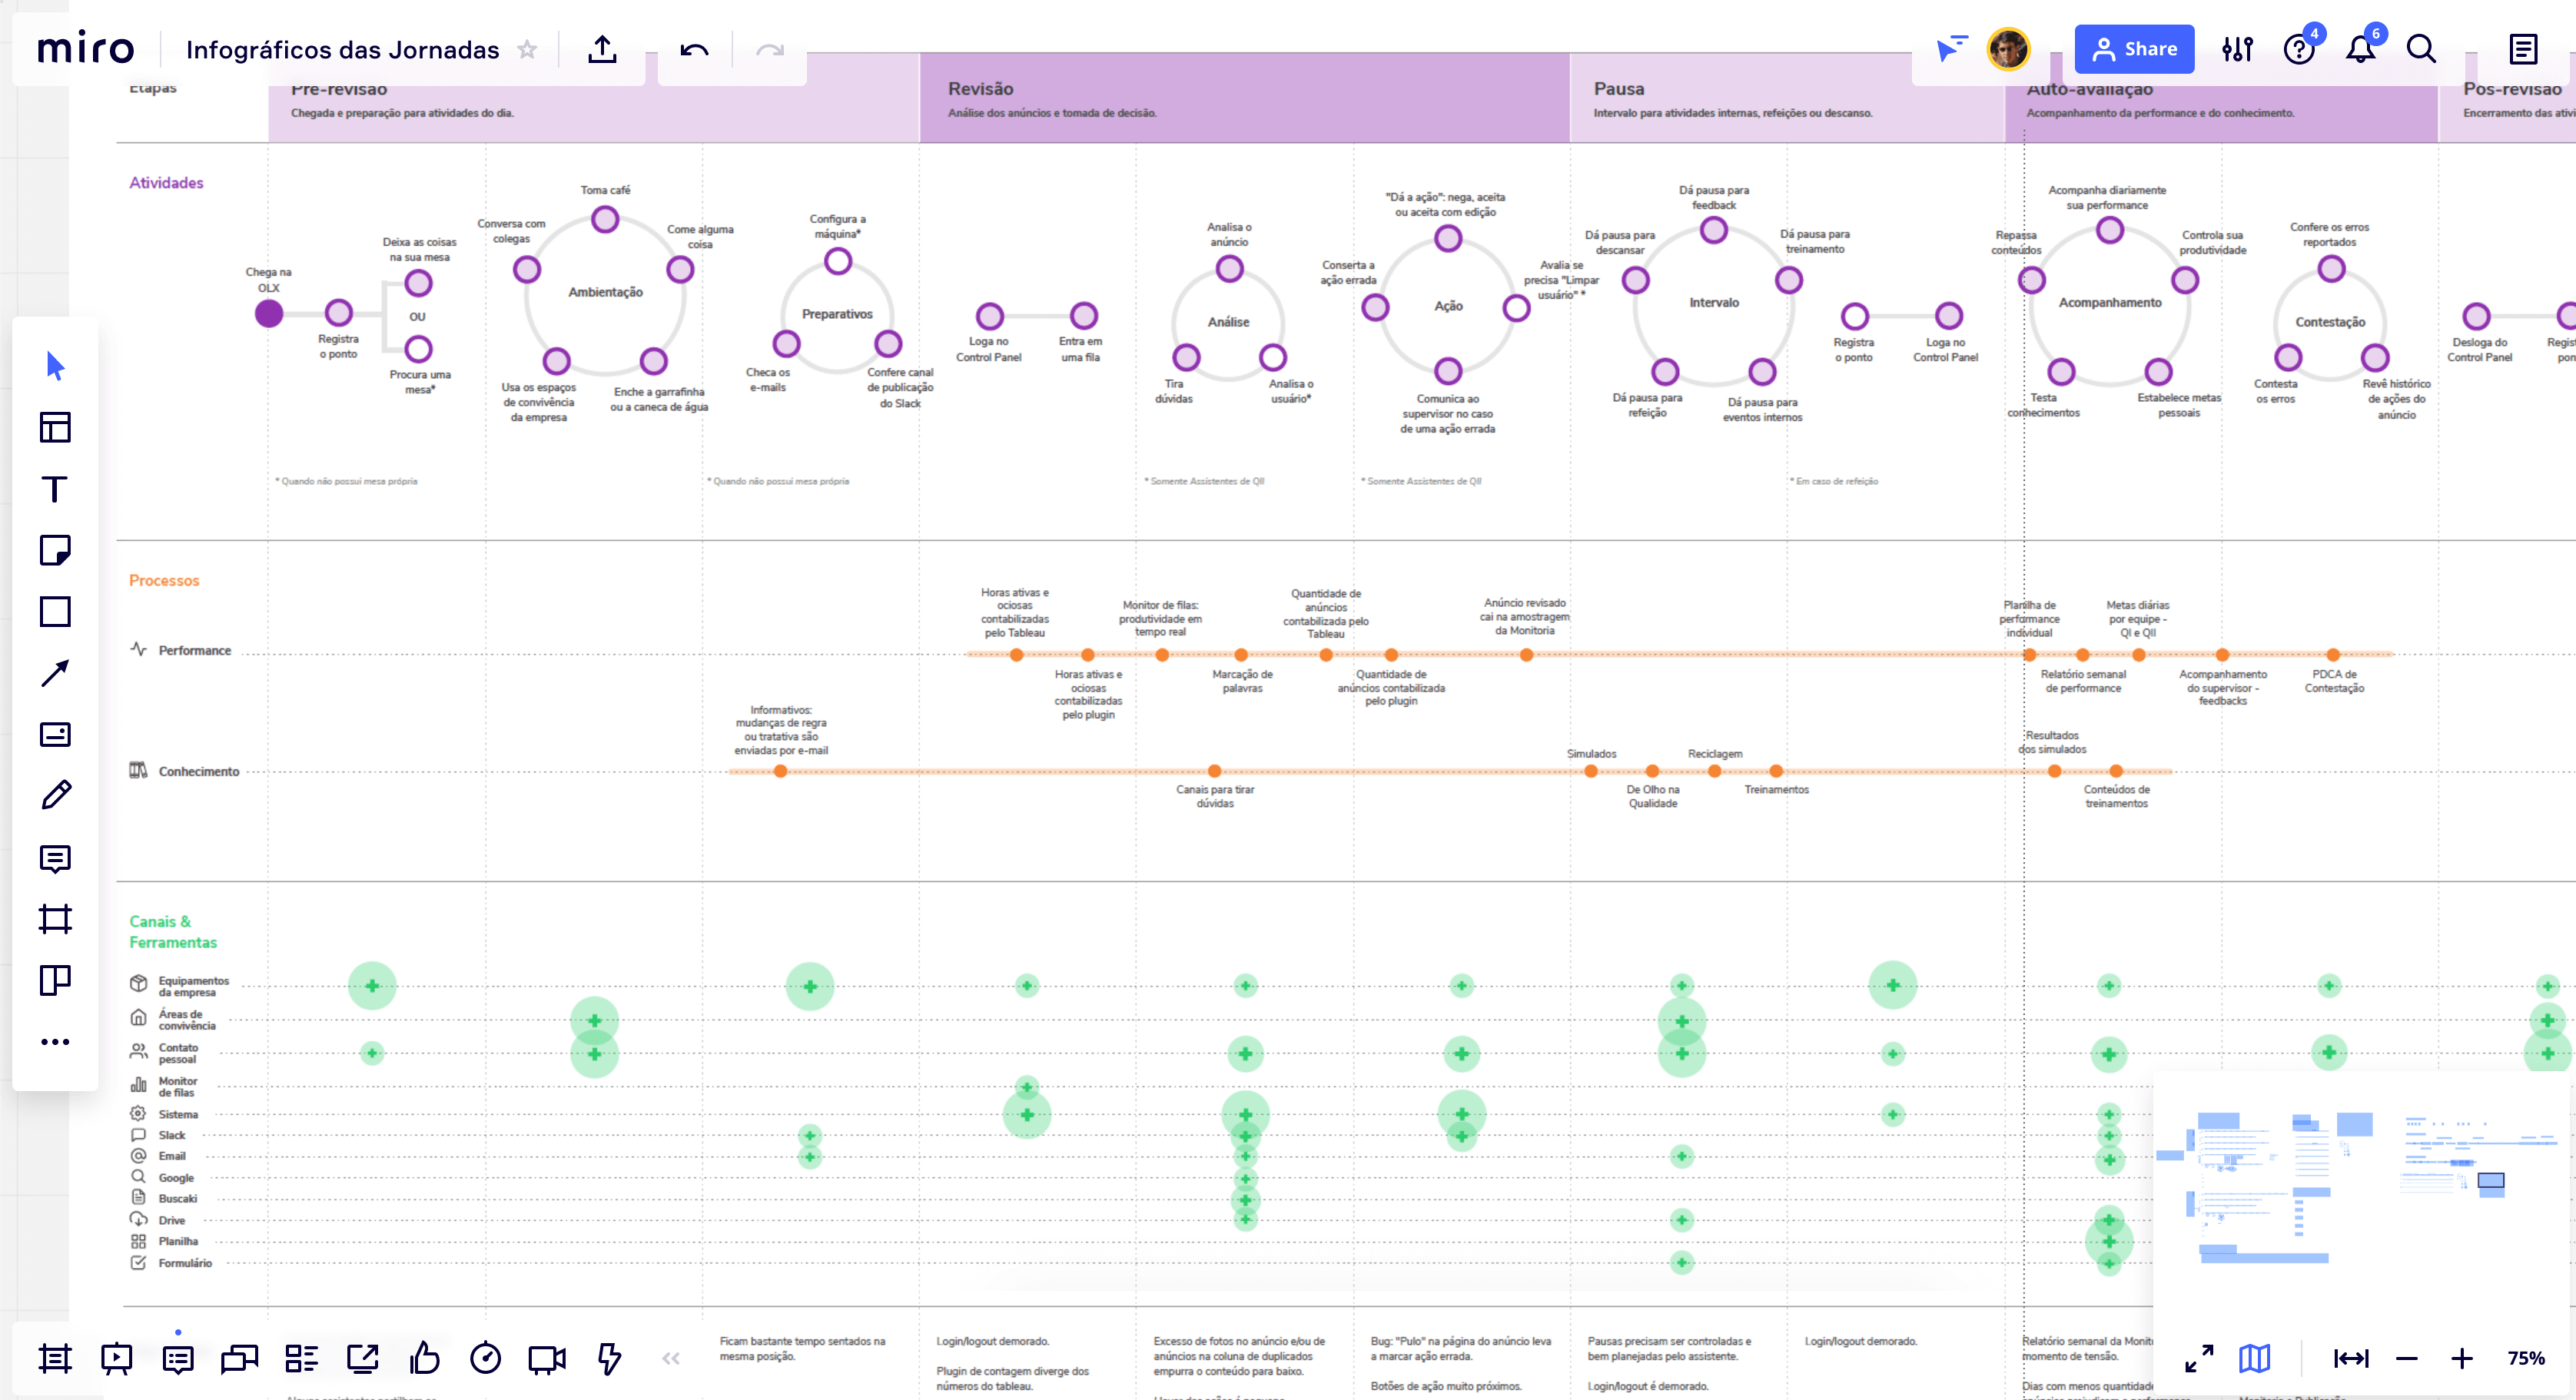 miro
Infográficos das Jornadas
Share
4
6
Etapas
Pré-revisão
Chegada e preparação para atividades do dia.
Revisão
Análise dos anúncios e tomada de decisão.
Pausa
Intervalo para atividades internas, refeições ou descanso.
Auto-avaliação
Acompanhamento da performance e do conhecimento.
Pós-revisão
Encerramento das
Atividades
Chega na
OLX
Registra
o ponto
Deixa as coisas
na sua mesa
OU
Procura uma
mesa*
Toma café
Conversa com
colegas
Come alguma
coisa
Ambientação
Usa os espaços
de convivência
da empresa
Enche a garrafinha
ou a caneca de água
Configura a
máquina*
Preparativos
Checa os
e-mails
Confere canal
de publicação
do Slack
Loga no
Control Panel
Entra em
uma fila
Analisa o
anúncio
Análise
Tira
dúvidas
Analisa o
usuário*
"Dá a ação": nega, aceita
ou aceita com edição
Conserta a
ação errada
Avalia se
precisa "Limpar
usuário" *
Ação
Comunica ao
supervisor no caso
de uma ação errada
Dá pausa para
feedback
Dá pausa para
descansar
Dá pausa para
treinamento
Intervalo
Dá pausa para
refeição
Dá pausa para
eventos internos
Registra
o ponto
Loga no
Control Panel
Acompanha diariamente
sua performance
Repassa
conteúdos
Controla sua
produtividade
Acompanhamento
Testa
conhecimentos
Estabelece metas
pessoais
Confere os erros
reportados
Contestação
Contesta
os erros
Revê histórico
de ações do
anúncio
Desloga do
Control Panel
* Quando não possui mesa própria
* Quando não possui mesa própria
* Somente Assistentes de QII
* Somente Assistentes de QII
* Em caso de refeição
Processos
Performance
Horas ativas e
ociosas
contabilizadas
pelo Tableau
Horas ativas e
ociosas
contabilizadas
pelo plugin
Monitor de filas:
produtividade em
tempo real
Marcação de
palavras
Quantidade de
anúncios
contabilizada pelo
Tableau
Quantidade de
anúncios contabilizada
pelo plugin
Anúncio revisado
cai na amostragem
da Monitoria
Planilha de
performance
individual
Relatório semanal
de performance
Metas diárias
por equipe -
QI e QII
Acompanhamento
do supervisor -
feedbacks
PDCA de
Contestação
Conhecimento
Informativos:
mudanças de regra
ou tratativa são
enviadas por e-mail
Canais para tirar
dúvidas
Simulados
De Olho na
Qualidade
Reciclagem
Treinamentos
Resultados
dos simulados
Conteúdos de
treinamentos
Canais &
Ferramentas
Equipamentos
da empresa
Áreas de
convivência
Contato
pessoal
Monitor
de filas
Sistema
Slack
Email
Google
Buscaki
Drive
Planilha
Formulário
Ficam bastante tempo sentados na
mesma posição.
Login/logout demorado.
Plugin de contagem diverge dos
números do tableau.
Excesso de fotos no anúncio e/ou de
anúncios na coluna de duplicados
empurra o conteúdo para baixo.
Bug: "Pulo" na página do anúncio leva
a marcar ação errada.
Botões de ação muito próximos.
Pausas precisam ser controladas e
bem planejadas pelo assistente.
Login/logout é demorado.
Login/logout demorado.
Relatório semanal da
momento de tensão.
Dias com menos quantidade
75%